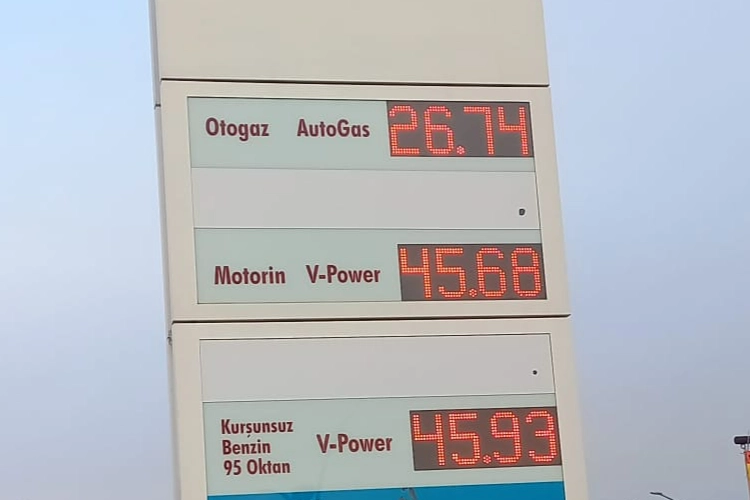 Otogaz AutoGas 26.74
Motorin V-Power 45.68
Kurşunsuz
Benzin V-Power 45.93
95 Oktan